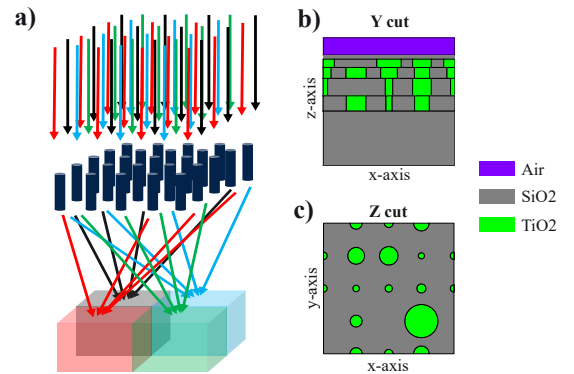 a)
b)
Y cut
z-axis
x-axis
Air
SiO2
TiO2
c)
Z cut
y-axis
x-axis